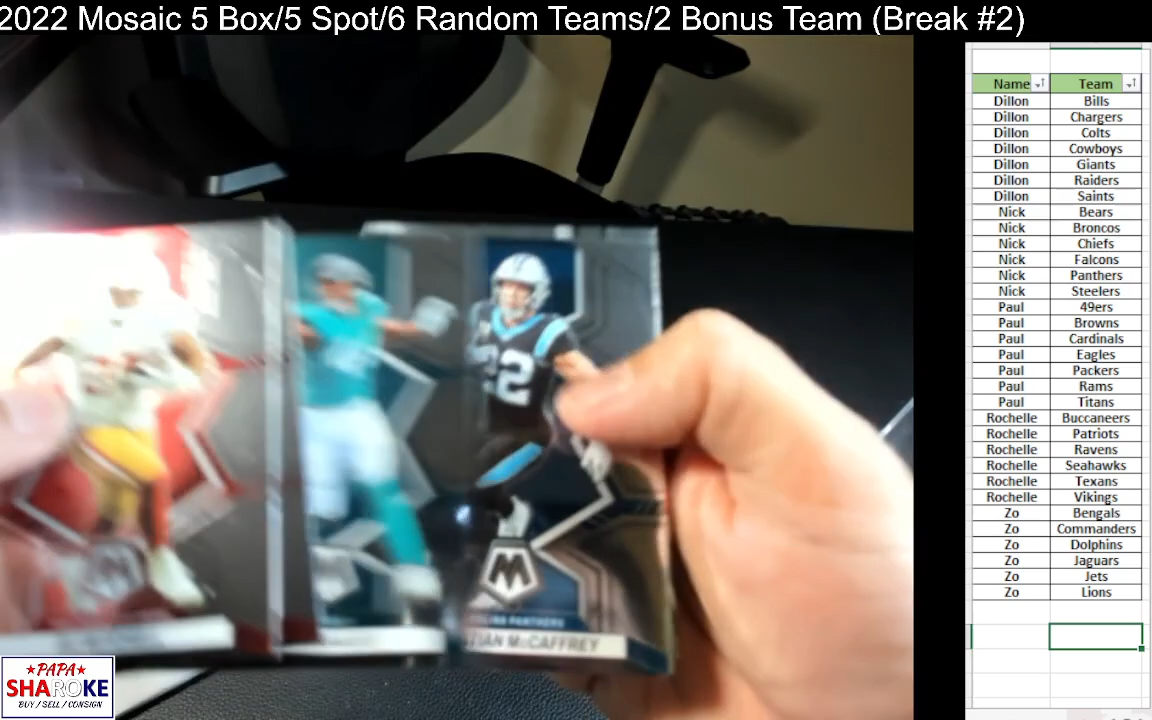 2022 Mosaic 5 Box/5 Spot/6 Random Teams/2 Bonus Team (Break #2)
Name Team
Dillon Bills
Dillon Chargers
Dillon Colts
Dillon Cowboys
Dillon Giants
Dillon Raiders
Dillon Saints
Nick Bears
Nick Broncos
Nick Chiefs
Nick Falcons
Nick Panthers
Nick Steelers
Paul 49ers
Paul Browns
Paul Cardinals
Paul Eagles
Paul Packers
Paul Rams
Paul Titans
Rochelle Buccaneers
Rochelle Patriots
Rochelle Ravens
Rochelle Seahawks
Rochelle Texans
Rochelle Vikings
Zo Bengals
Zo Commanders
Zo Dolphins
Zo Jaguars
Zo Jets
Zo Lions
22
M
PANTHERS
McCAFFREY
PAPA
SHAROKE
BUY / SELL / CONSIGN